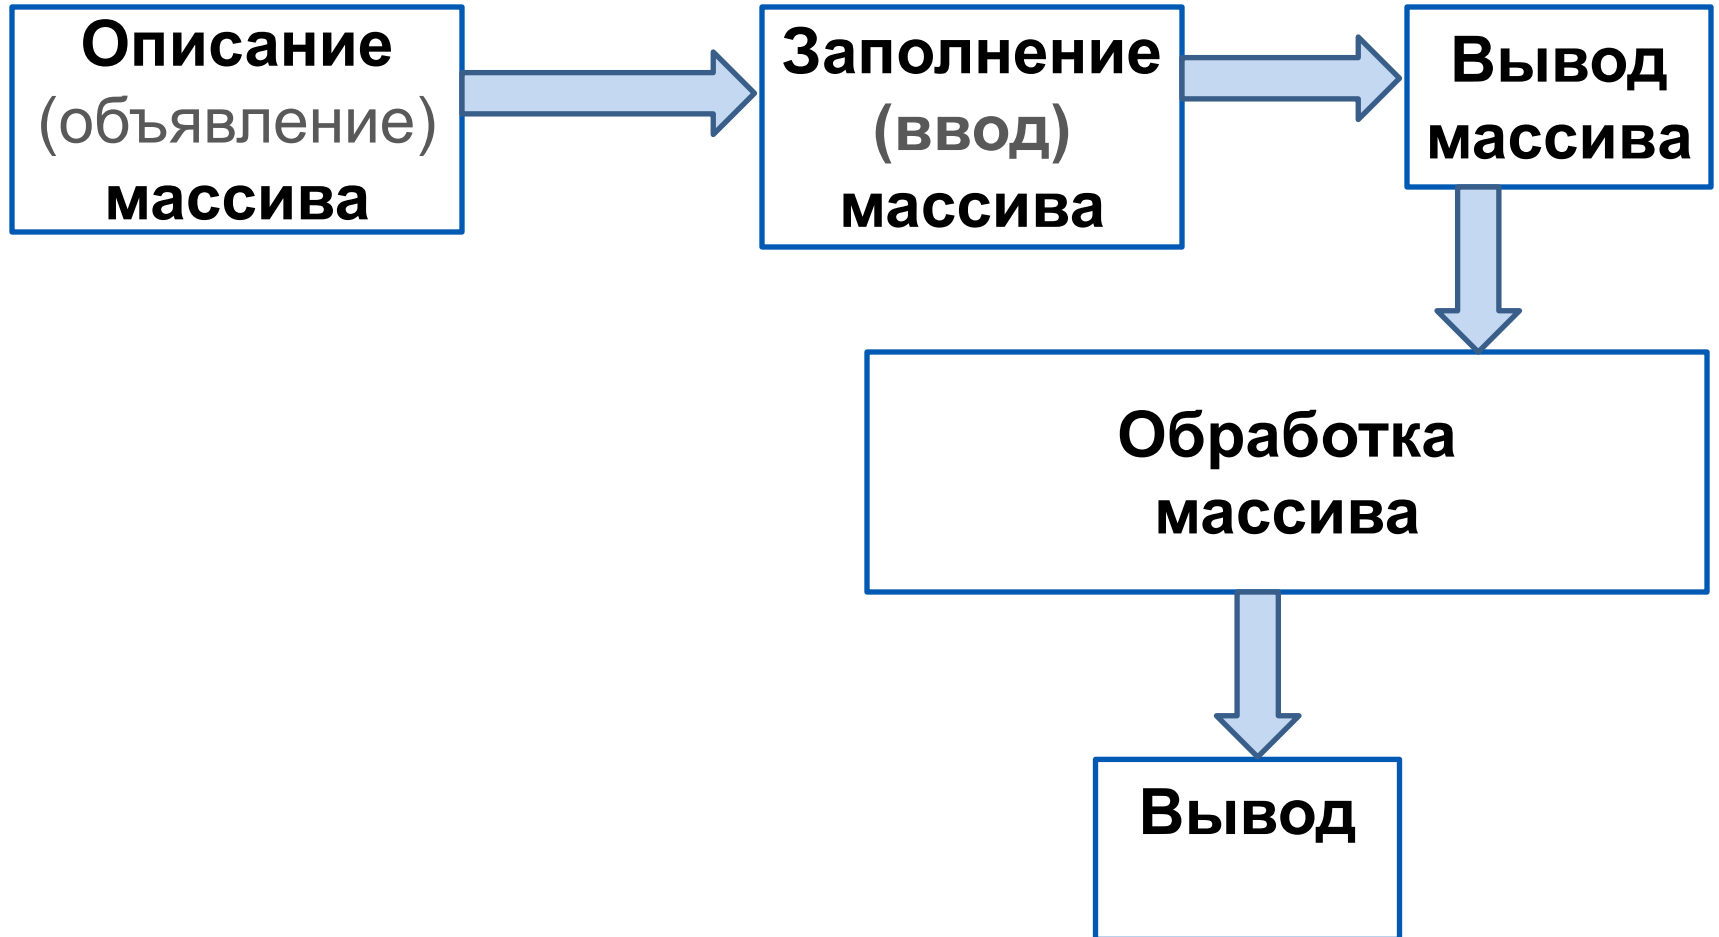 Описание
(объявление)
массива
Заполнение
(ввод)
массива
Вывод
массива
Обработка
массива
Вывод